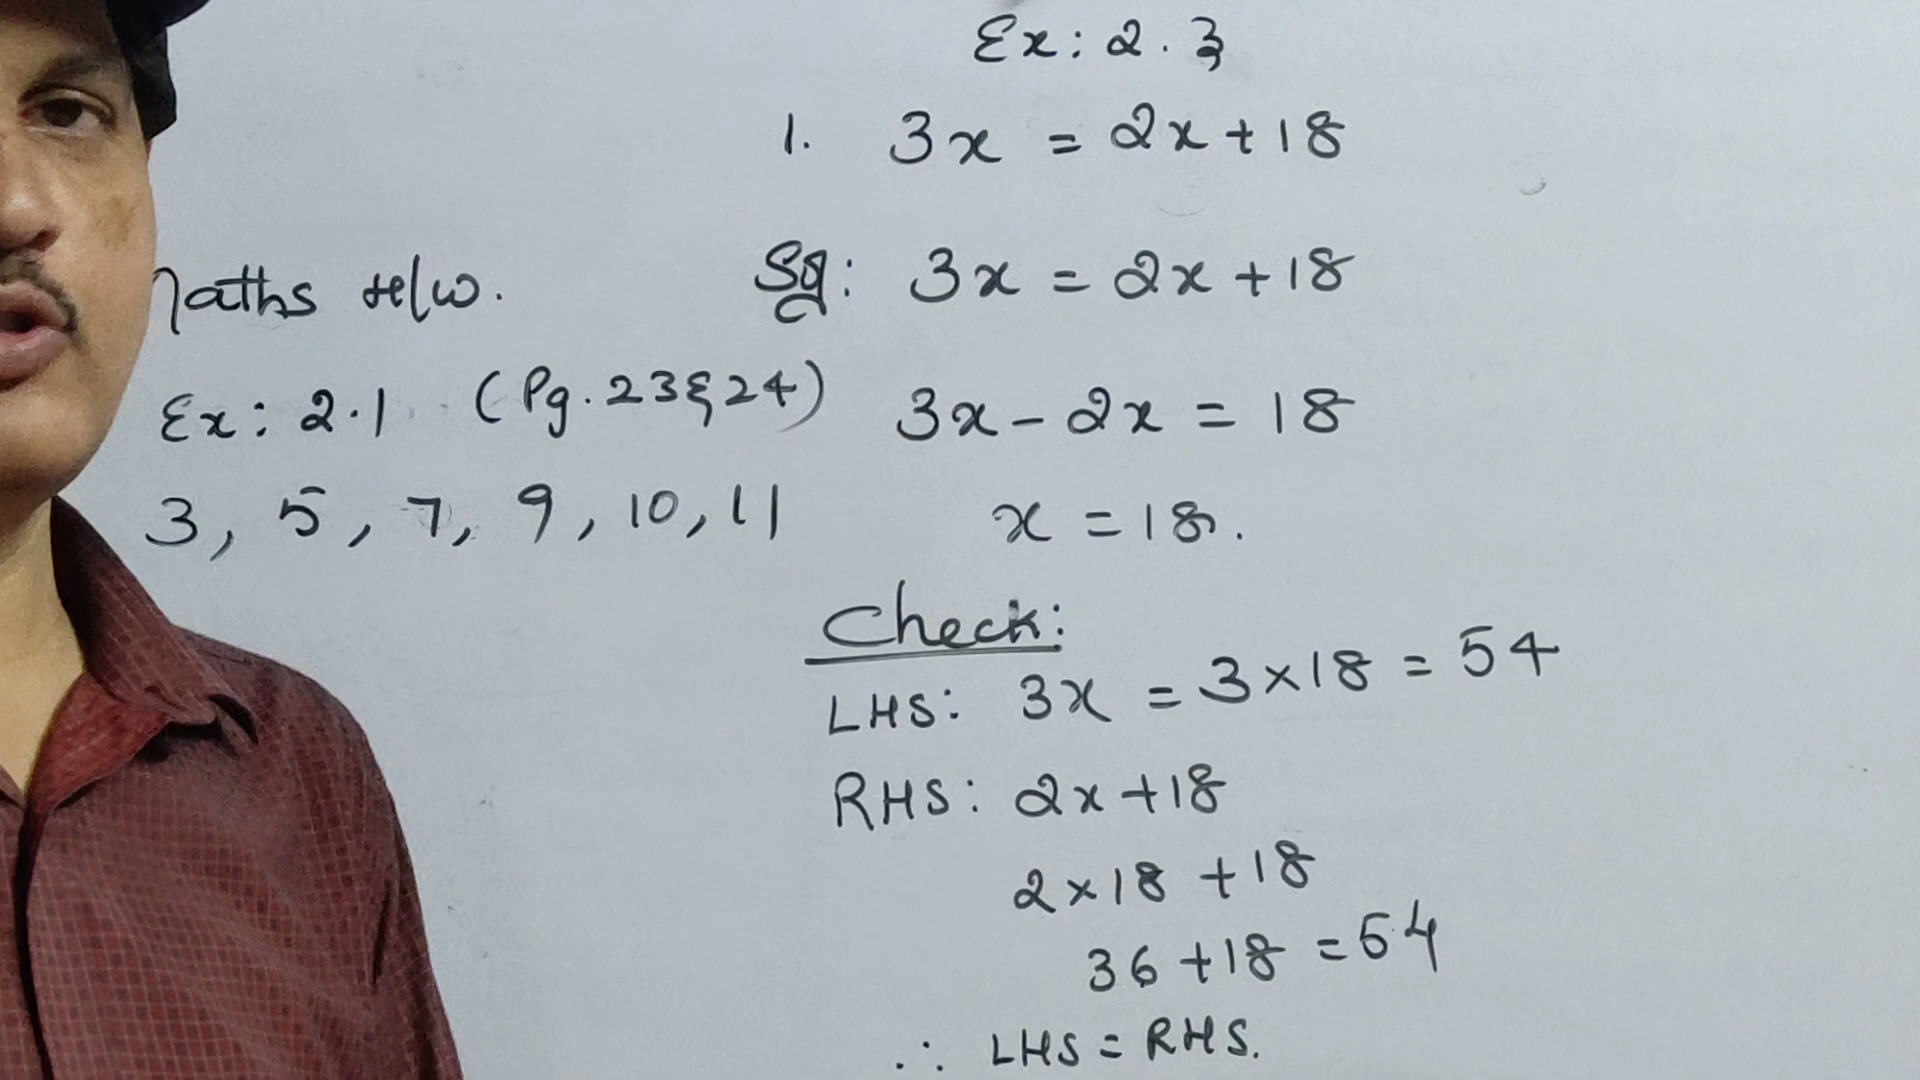 Ex: 2.3
1. 3x = 2x + 18
3x = 2x + 18
3x - 2x = 18
x = 18.
Check:
LHS: 3x = 3 × 18 = 54
RHS: 2x + 18
2 × 18 + 18
36 + 18 = 54
∴ LHS = RHS.
Maths H/w.
Ex: 2.1 (Pg. 23 & 24)
3, 5, 7, 9, 10, 11